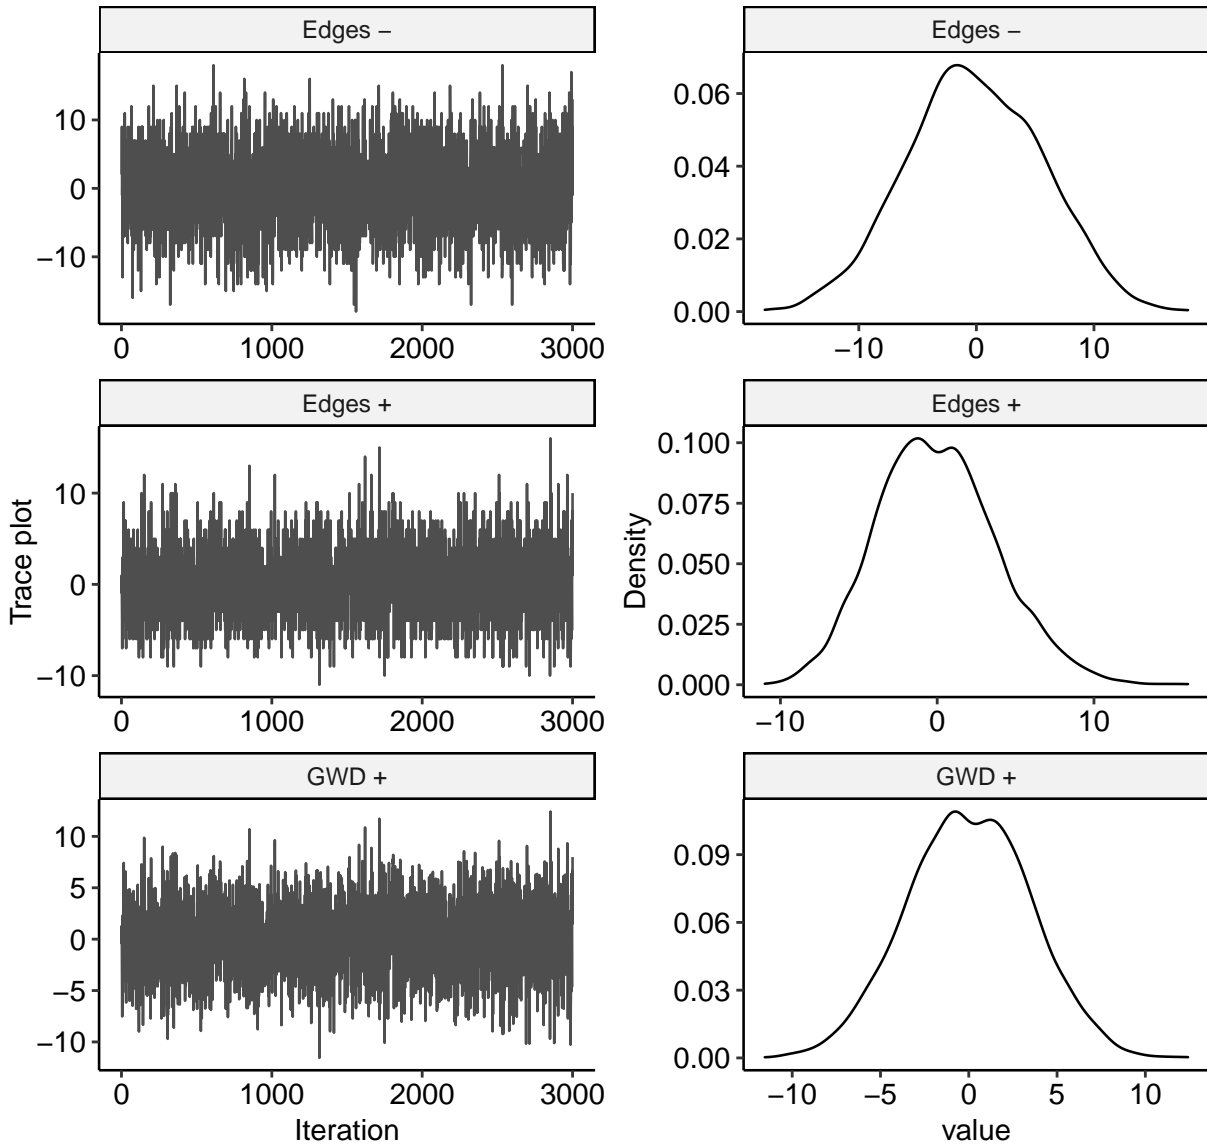 Edges −
10
0
−10
0 1000 2000 3000
Edges −
0.06
0.04
0.02
0.00
−10 0 10
Trace plot
Edges +
10
0
−10
0 1000 2000 3000
Density
Edges +
0.100
0.075
0.050
0.025
0.000
−10 0 10
GWD +
10
5
0
−5
−10
0 1000 2000 3000
Iteration
GWD +
0.09
0.06
0.03
0.00
−10 −5 0 5 10
value